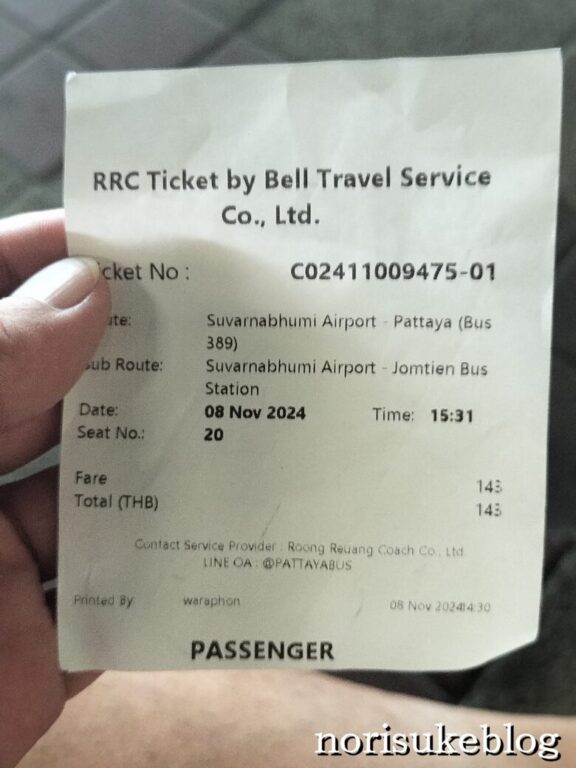 RRC Ticket by Bell Travel Service
Co., Ltd.
icket No : C02411009475-01
ute: Suvarnabhumi Airport - Pattaya (Bus
389)
ub Route: Suvarnabhumi Airport - Jomtien Bus
Station
Date: 08 Nov 2024 Time: 15:31
Seat No.: 20
Fare 143
Total (THB) 143
Contact Service Provider : Roong Reuang Coach Co., Ltd.
LINE OA : @PATTAYABUS
Printed By waraphon 08 Nov 2024 14:30
PASSENGER
norisukeblog